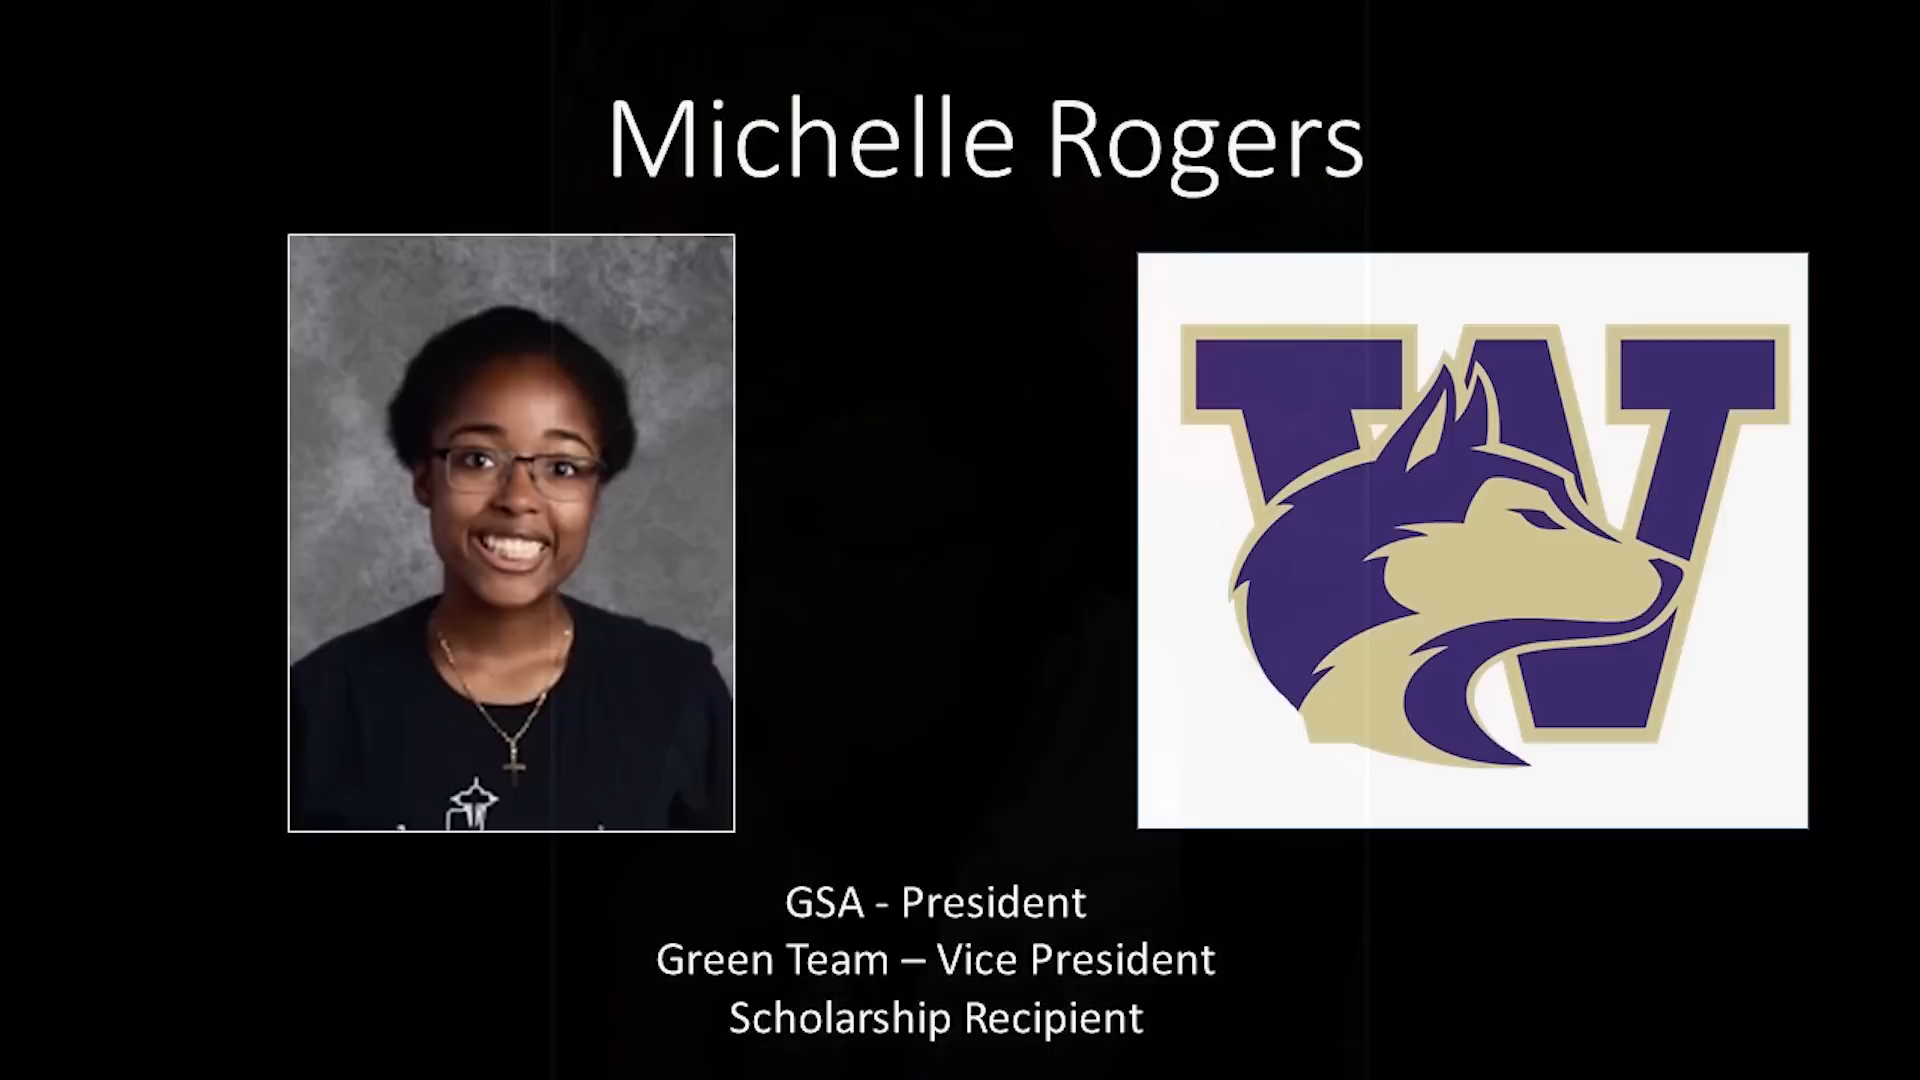 Michelle Rogers
W
GSA - President
Green Team – Vice President
Scholarship Recipient